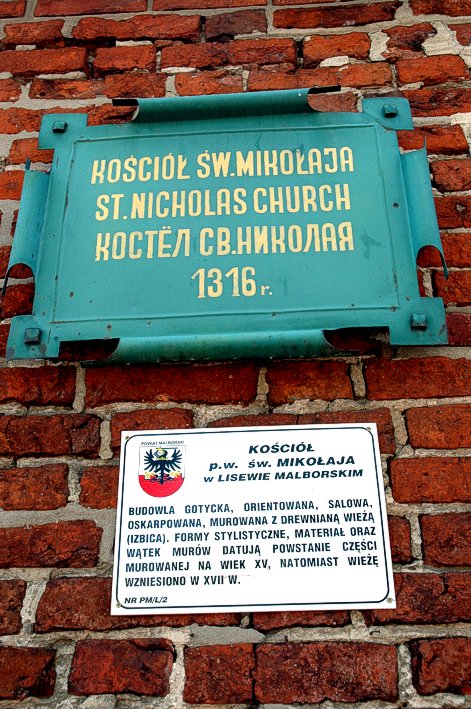 KOŚCIÓŁ ŚW.MIKOŁAJA
ST.NICHOLAS CHURCH
КОСТЁЛ СВ.НИКОЛАЯ
1316 r.
POWIAT MALBORSKI
KOŚCIÓŁ
p.w. św. MIKOŁAJA
w LISEWIE MALBORSKIM
BUDOWLA GOTYCKA, ORIENTOWANA, SALOWA,
OSKARPOWANA, MUROWANA Z DREWNIANĄ WIEŻĄ
(IZBICA). FORMY STYLISTYCZNE, MATERIAŁ ORAZ
WĄTEK MURÓW DATUJĄ POWSTANIE CZĘŚCI
MUROWANEJ NA WIEK XV, NATOMIAST WIEŻĘ
WZNIESIONO W XVII W.
NR PM/L/2